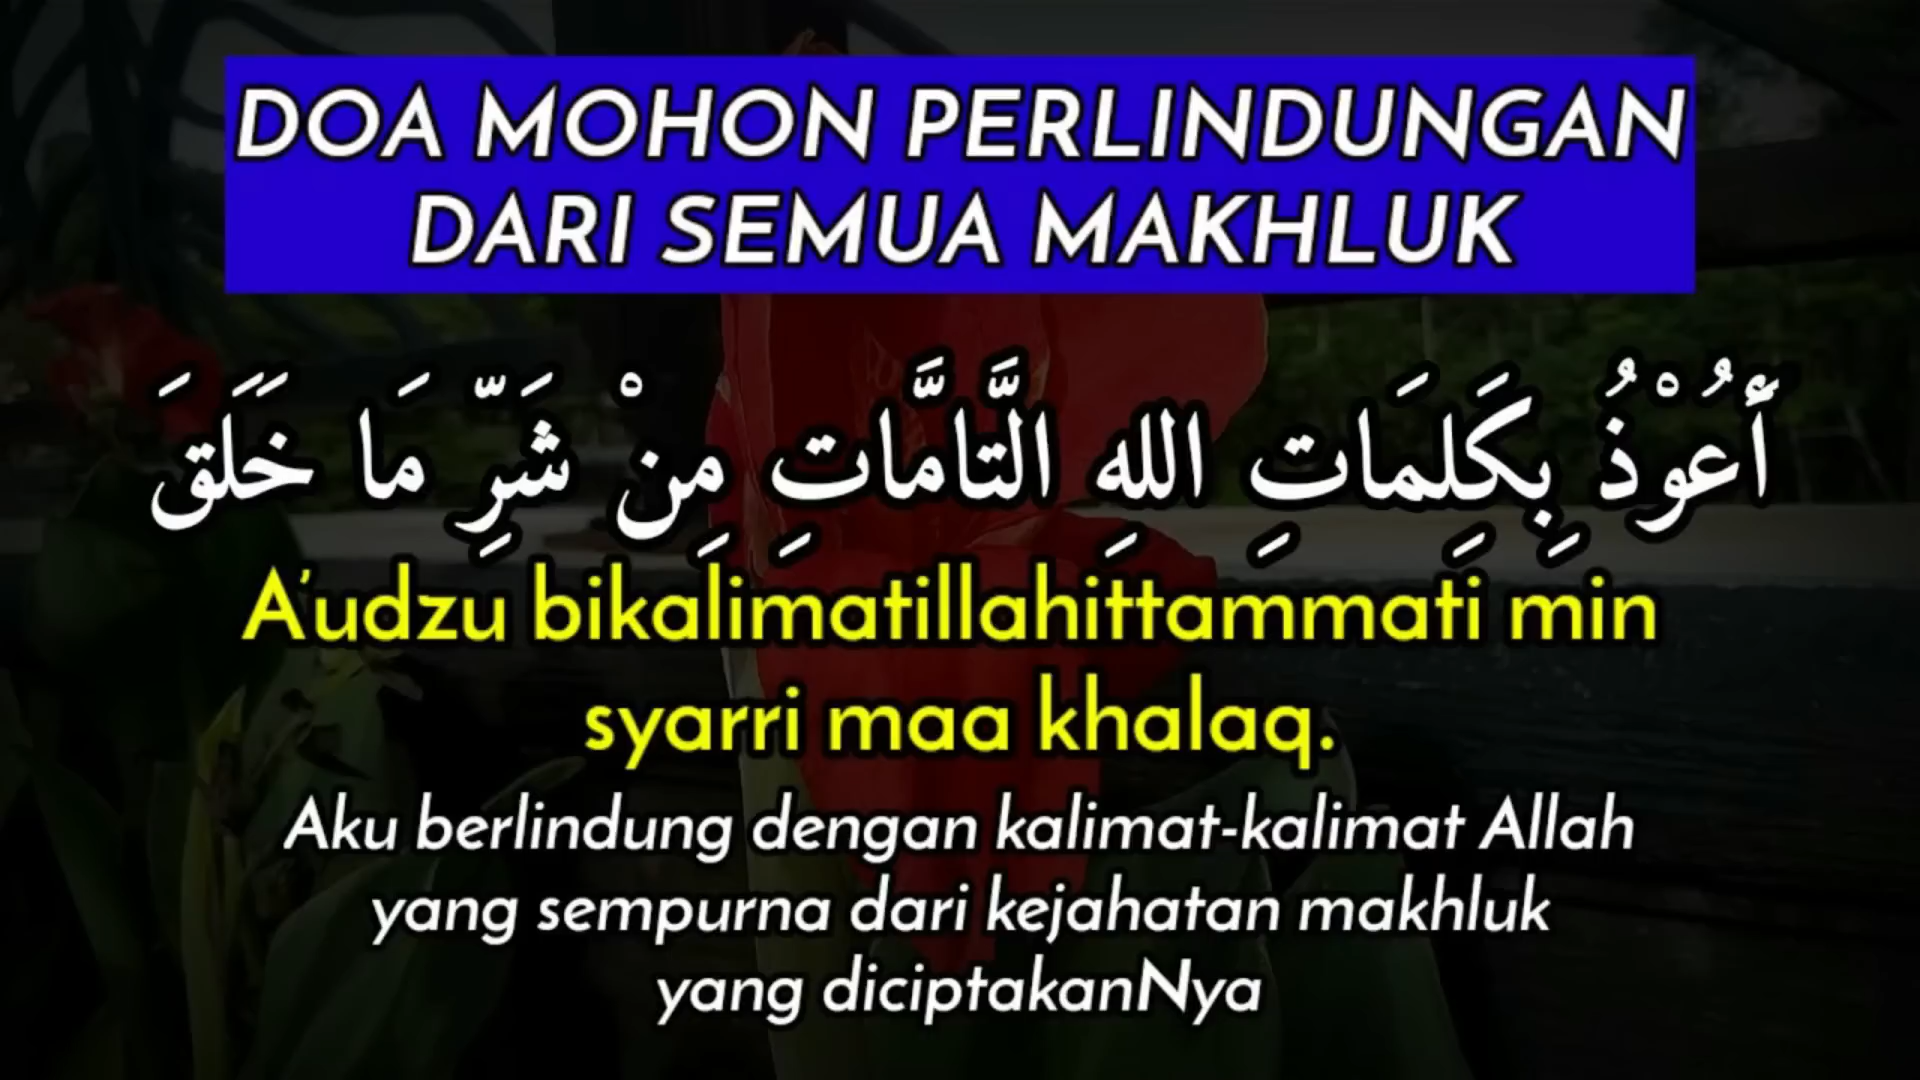 DOA MOHON PERLINDUNGAN
DARI SEMUA MAKHLUK
أَعُوْذُ بِكَلِمَاتِ اللهِ التَّامَّاتِ مِنْ شَرِّ مَا خَلَقَ
A'udzu bikalimatillahittammati min
syarri maa khalaq.
Aku berlindung dengan kalimat-kalimat Allah
yang sempurna dari kejahatan makhluk
yang diciptakanNya